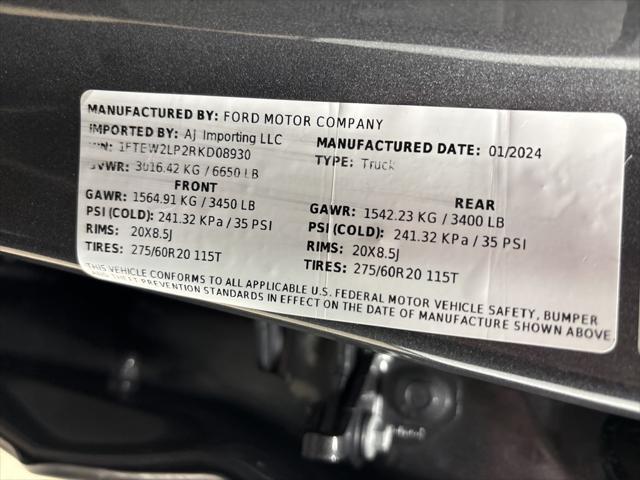 MANUFACTURED BY: FORD MOTOR COMPANY
IMPORTED BY: AJ Importing LLC
MANUFACTURED DATE: 01/2024
VIN: 1FTEW2LP2RKD08930
TYPE: Truck
GVWR: 3016.42 KG / 6650 LB
FRONT
GAWR: 1564.91 KG / 3450 LB
PSI (COLD): 241.32 KPa / 35 PSI
RIMS: 20X8.5J
TIRES: 275/60R20 115T
REAR
GAWR: 1542.23 KG / 3400 LB
PSI (COLD): 241.32 KPa / 35 PSI
RIMS: 20X8.5J
TIRES: 275/60R20 115T
THIS VEHICLE CONFORMS TO ALL APPLICABLE U.S. FEDERAL MOTOR VEHICLE SAFETY, BUMPER
AND THEFT PREVENTION STANDARDS IN EFFECT ON THE DATE OF MANUFACTURE SHOWN ABOVE